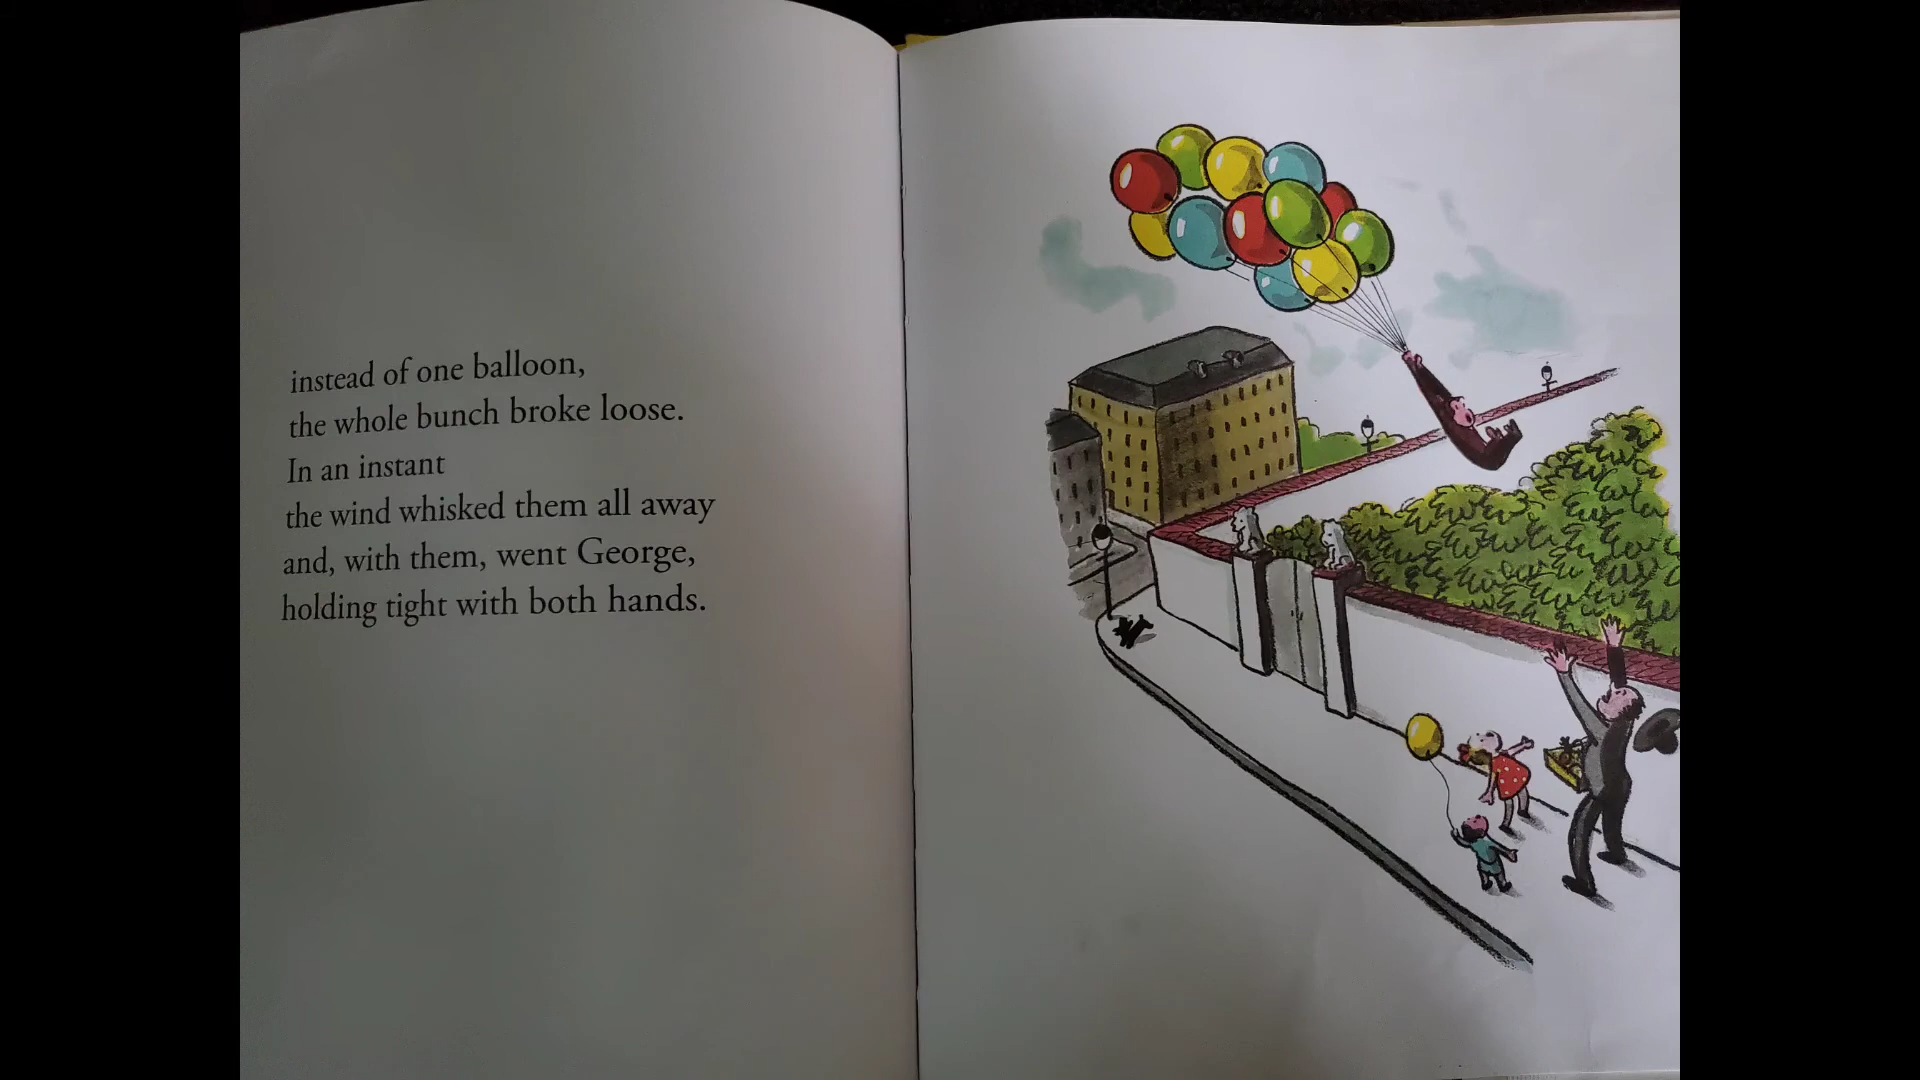 instead of one balloon,
the whole bunch broke loose.
In an instant
the wind whisked them all away
and, with them, went George,
holding tight with both hands.